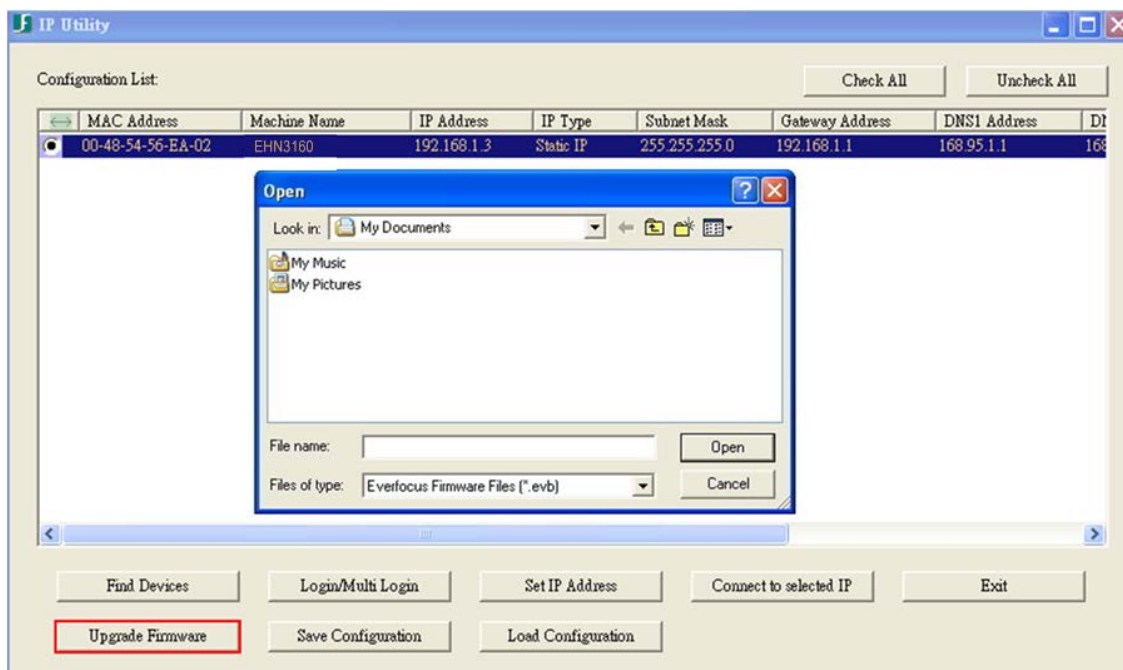 IP Utility
Configuration List:
Check All
Uncheck All
MAC Address Machine Name IP Address IP Type Subnet Mask Gateway Address DNS1 Address DN
00-48-54-56-EA-02 EHN3160 192.168.1.3 Static IP 255.255.255.0 192.168.1.1 168.95.1.1 168
Open
Look in: My Documents
My Music
My Pictures
File name:
Open
Files of type: Everfocus Firmware Files (*.evb)
Cancel
Find Devices Login/Multi Login Set IP Address Connect to selected IP Exit
Upgrade Firmware Save Configuration Load Configuration